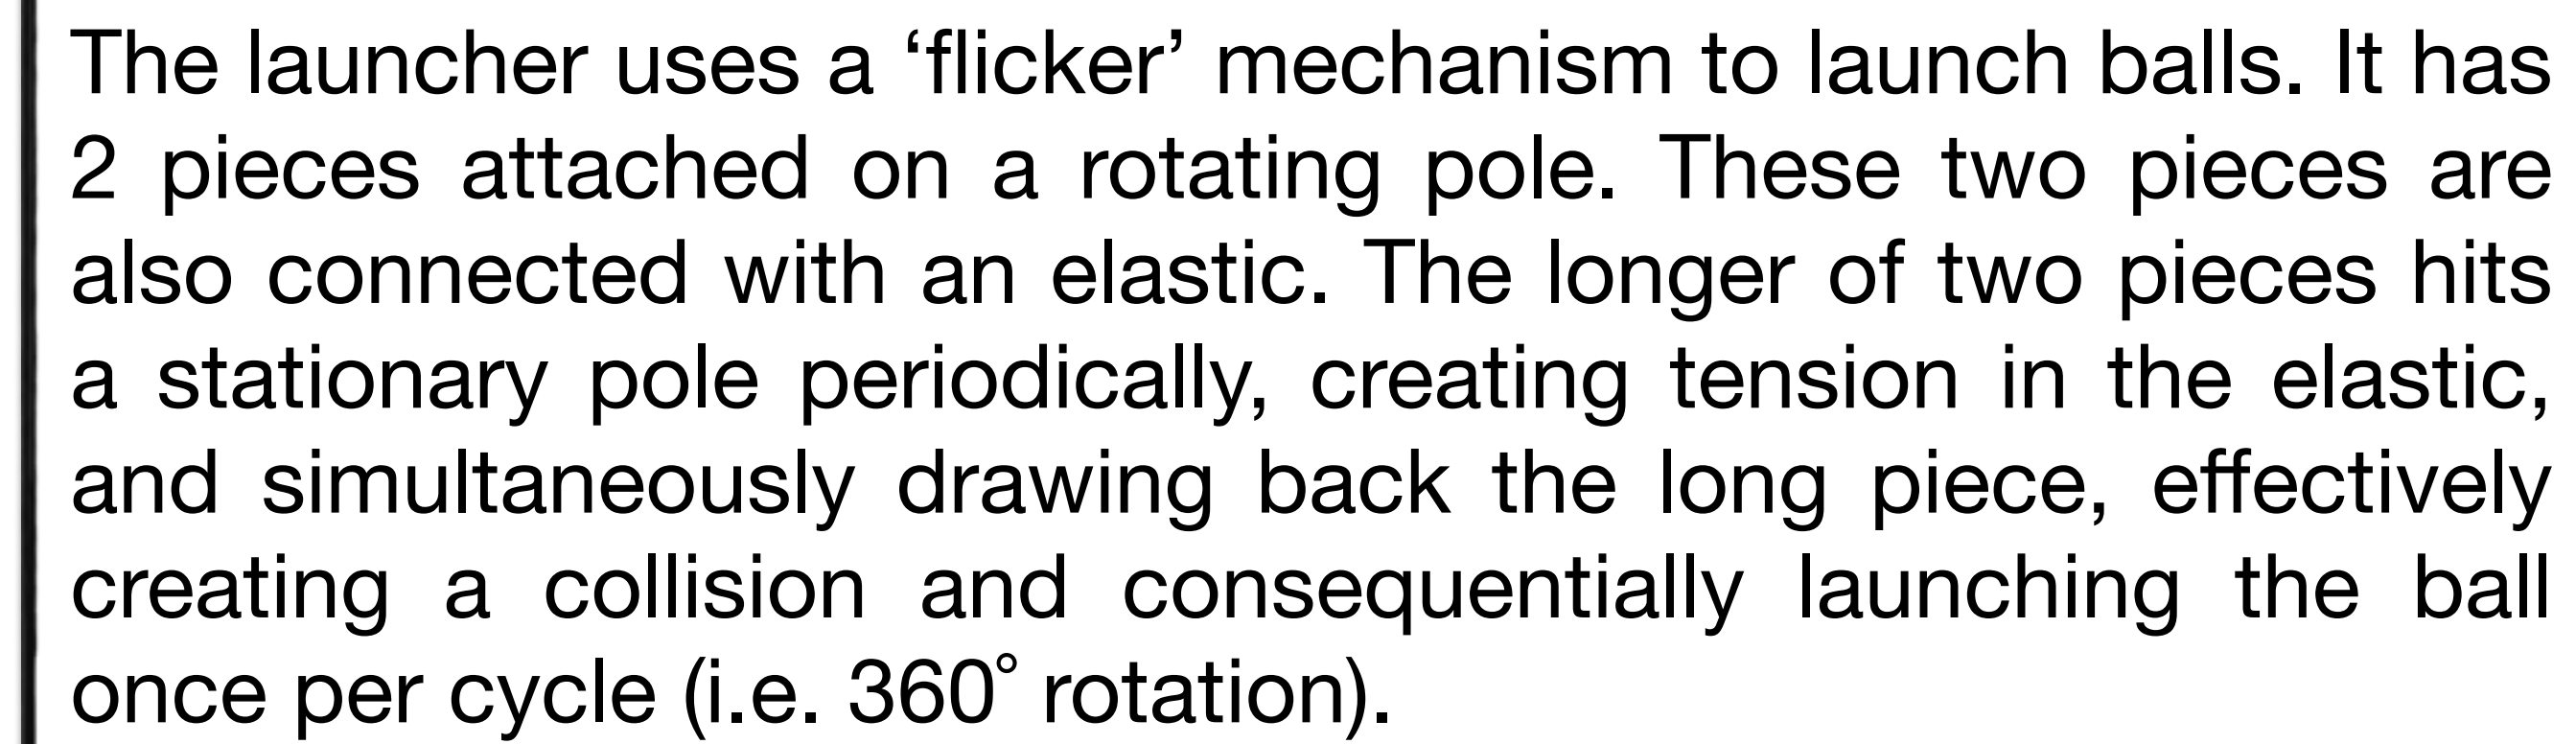 The launcher uses a ‘flicker’ mechanism to launch balls. It has
2 pieces attached on a rotating pole. These two pieces are
also connected with an elastic. The longer of two pieces hits
a stationary pole periodically, creating tension in the elastic,
and simultaneously drawing back the long piece, effectively
creating a collision and consequentially launching the ball
once per cycle (i.e. 360˚ rotation).